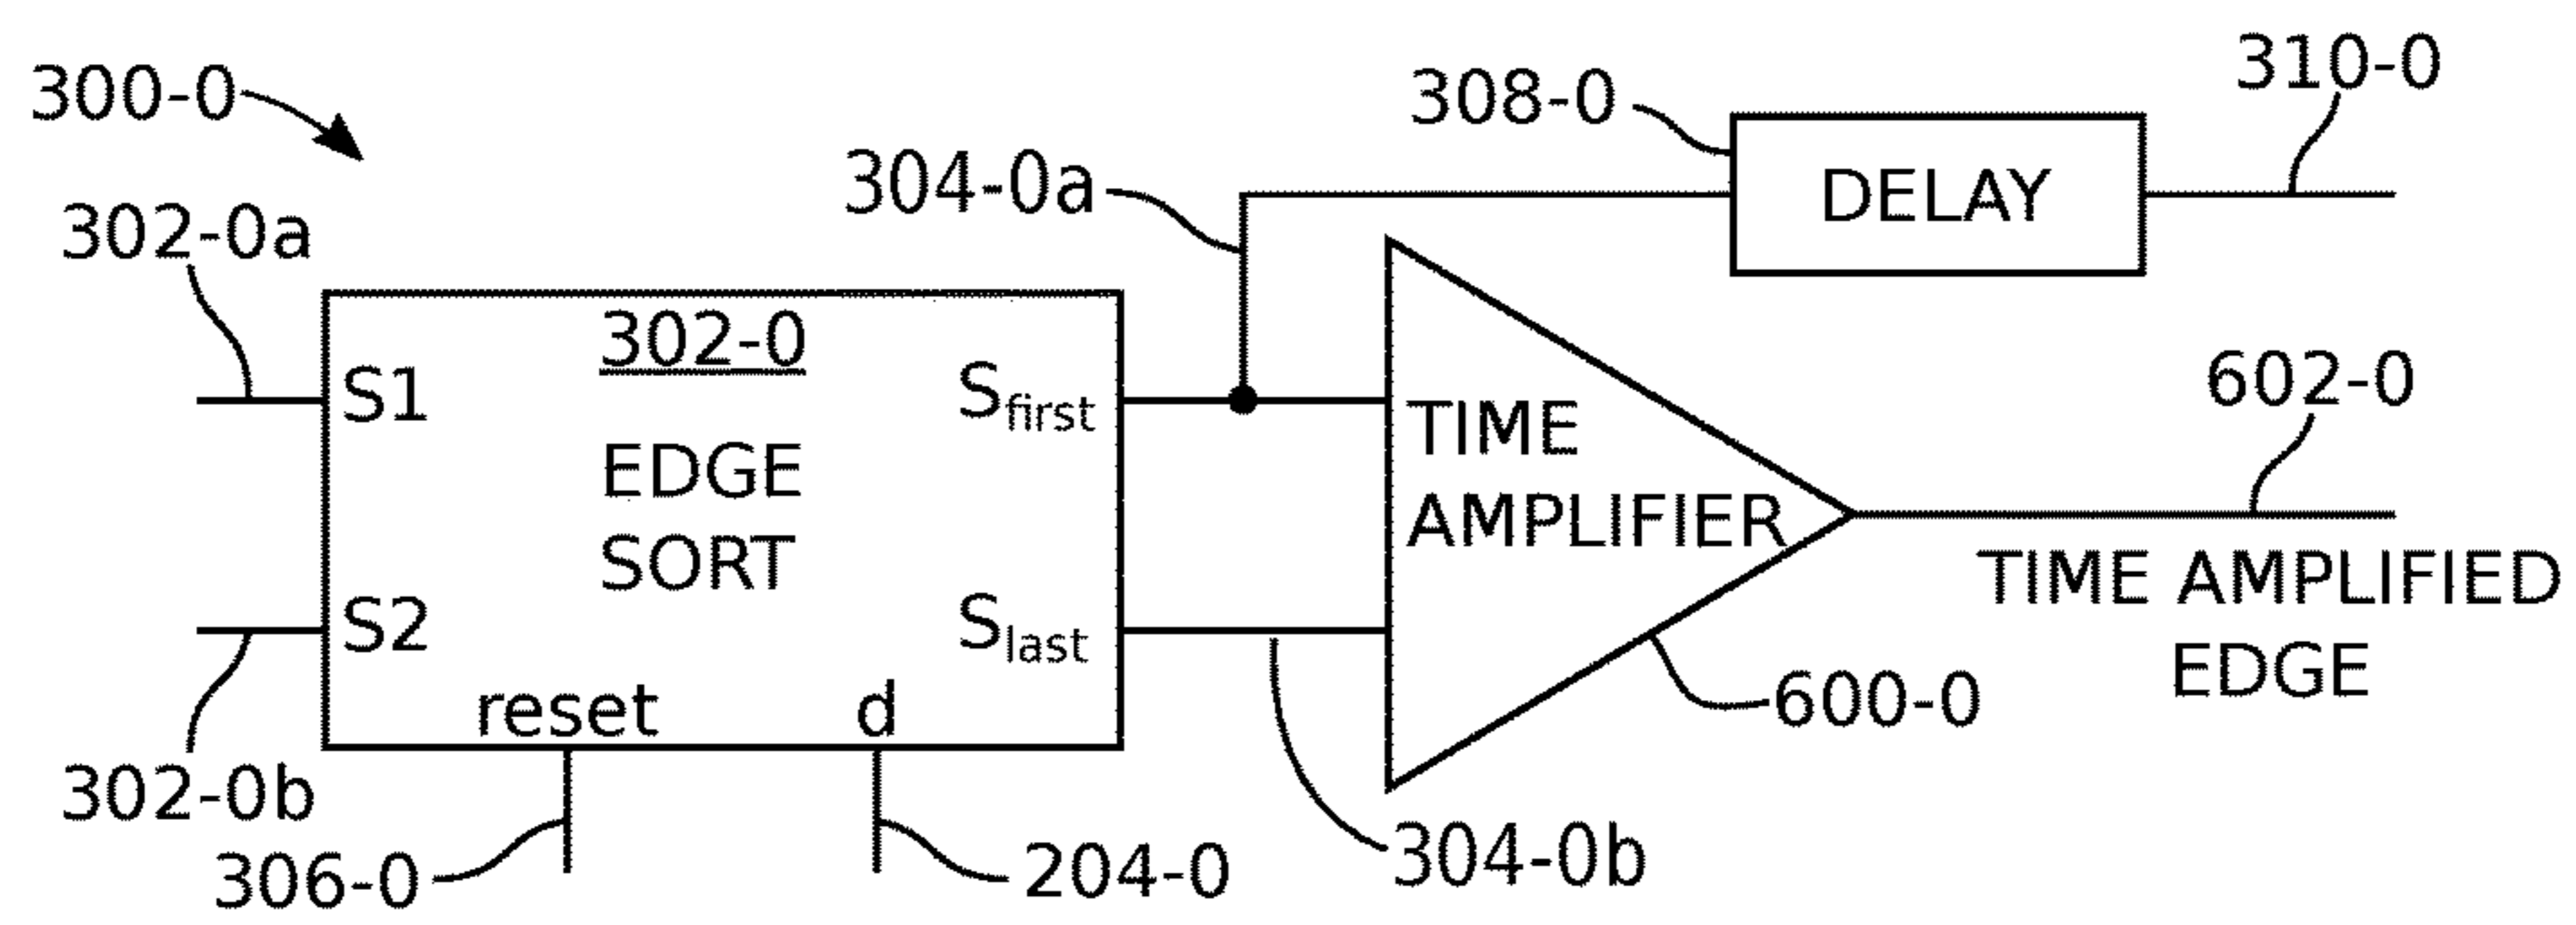 310-0
300-0
308-0
304-0a
DELAY
302-0a
302-0
S1
Sfirst
602-0
TIME
AMPLIFIER
EDGE
SORT
TIME AMPLIFIED
EDGE
S2
Slast
reset
d
600-0
302-0b
306-0
204-0
304-0b